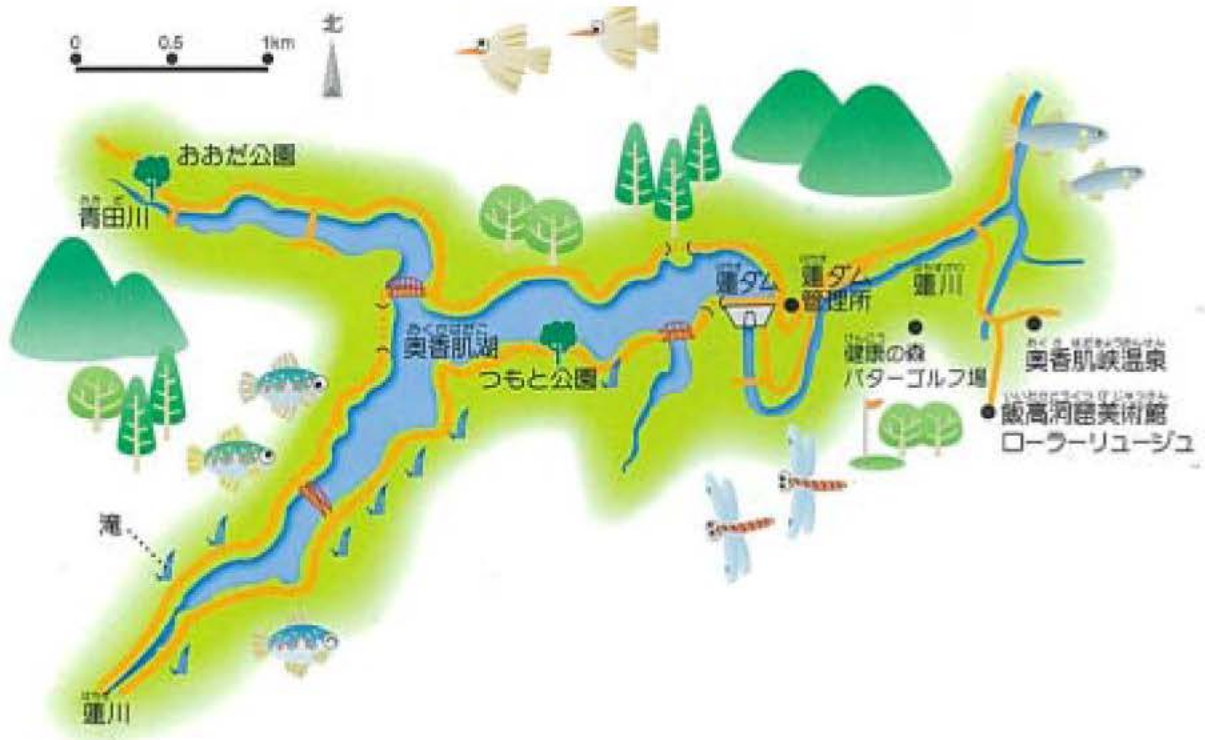 0 0.5 1km
北
おおだ公園
青田川
奥香肌湖
つもと公園
蓮ダム
蓮ダム
管理所
蓮川
健康の森
パターゴルフ場
奥香肌峡温泉
飯高洞窟美術館
ローラーリュージュ
滝
蓮川